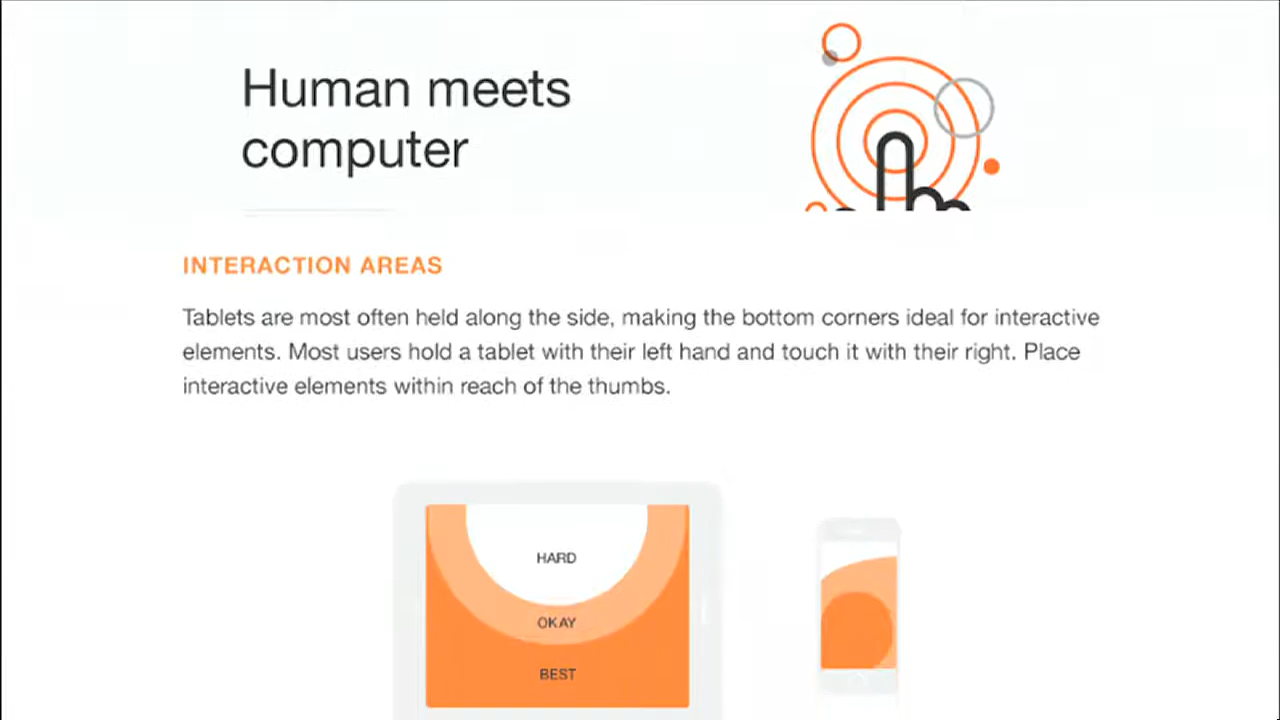 Human meets
computer
INTERACTION AREAS
Tablets are most often held along the side, making the bottom corners ideal for interactive
elements. Most users hold a tablet with their left hand and touch it with their right. Place
interactive elements within reach of the thumbs.
HARD
OKAY
BEST